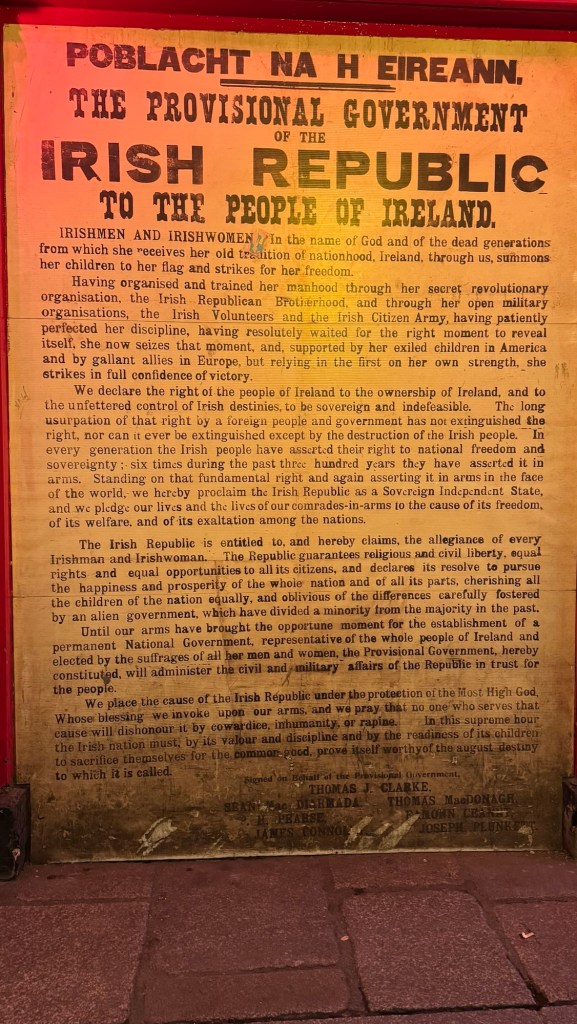 POBLACHT NA H EIREANN.
THE PROVISIONAL GOVERNMENT
OF THE
IRISH REPUBLIC
TO THE PEOPLE OF IRELAND.
IRISHMEN AND IRISHWOMEN In the name of God and of the dead generations
from which she receives her old tradition of nationhood, Ireland, through us, summons
her children to her flag and strikes for her freedom.
Having organised and trained her manhood through her secret revolutionary
organisation, the Irish Republican Brotherhood, and through her open military
organisations, the Irish Volunteers and the Irish Citizen Army, having patiently
perfected her discipline, having resolutely waited for the right moment to reveal
itself, she now seizes that moment, and, supported by her exiled children in America
and by gallant allies in Europe, but relying in the first on her own strength, she
strikes in full confidence of victory.
We declare the right of the people of Ireland to the ownership of Ireland, and to
the unfettered control of Irish destinies, to be sovereign and indefeasible. The long
usurpation of that right by a foreign people and government has not extinguished the
right, nor can it ever be extinguished except by the destruction of the Irish people. In
every generation the Irish people have asserted their right to national freedom and
sovereignty; six times during the past three hundred years they have asserted it in
arms. Standing on that fundamental right and again asserting it in arms in the face
of the world, we hereby proclaim the Irish Republic as a Sovereign Independent State,
and we pledge our lives and the lives of our comrades-in-arms to the cause of its freedom,
of its welfare, and of its exaltation among the nations.
The Irish Republic is entitled to, and hereby claims, the allegiance of every
Irishman and Irishwoman. The Republic guarantees religious and civil liberty, equal
rights and equal opportunities to all its citizens, and declares its resolve to pursue
the happiness and prosperity of the whole nation and of all its parts, cherishing all
the children of the nation equally, and oblivious of the differences carefully fostered
by an alien government, which have divided a minority from the majority in the past.
Until our arms have brought the opportune moment for the establishment of a
permanent National Government, representative of the whole people of Ireland and
elected by the suffrages of all her men and women, the Provisional Government, hereby
constituted, will administer the civil and military affairs of the Republic in trust for
the people.
We place the cause of the Irish Republic under the protection of the Most High God,
Whose blessing we invoke upon our arms, and we pray that no one who serves that
cause will dishonour it by cowardice, inhumanity, or rapine. In this supreme hour
the Irish nation must, by its valour and discipline and by the readiness of its children
to sacrifice themselves for the common good, prove itself worthy of the august destiny
to which it is called.
Signed on Behalf of the Provisional Government,
THOMAS J. CLARKE,
SEAN Mac DIARMADA THOMAS MacDONAGH
H. PEARSE,
JAMES JOSEPH PLUNKETT.